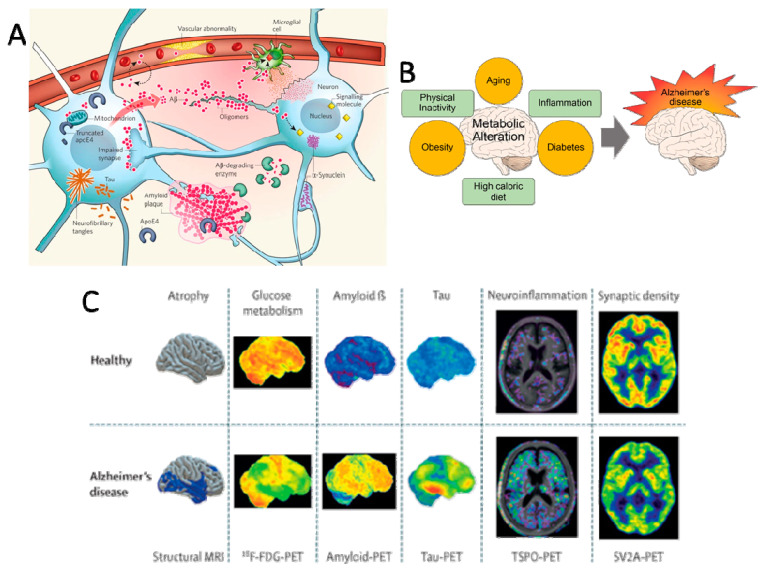 A
Vascular abnormality
Microglial
cell
Neuron
Signalling
molecule
Aβ
Oligomers
Nucleus
Mitochondrion
Truncated
apoE4
Impaired
synapse
Aβ-degrading
enzyme
α-Synuclein
Tau
Amyloid
plaque
Neurofibrillary
tangles
ApoE4
B
Aging
Physical
Inactivity
Inflammation
Metabolic
Alteration
Obesity
Diabetes
High caloric
diet
Alzheimer's
disease
C
Atrophy
Glucose
metabolism
Amyloid ß
Tau
Neuroinflammation
Synaptic density
Healthy
Alzheimer's
disease
Structural MRI
¹⁸F-FDG-PET
Amyloid-PET
Tau-PET
TSPO-PET
SV2A-PET